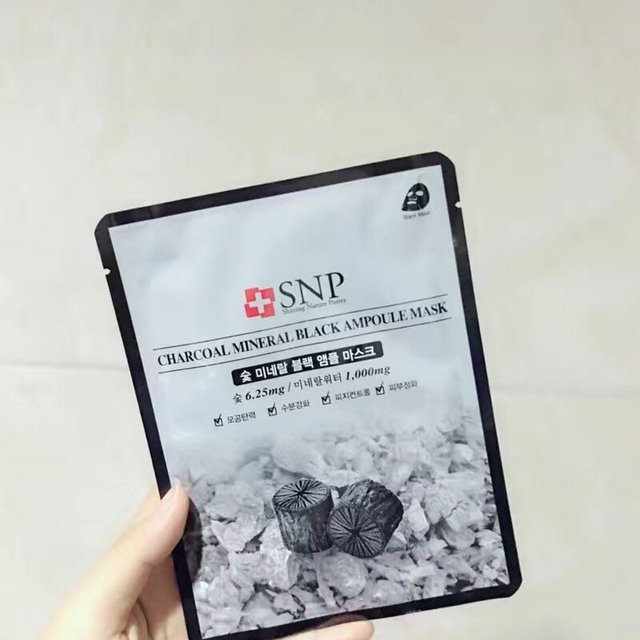 Black Mask
SNP
Shining Nature Purity
CHARCOAL MINERAL BLACK AMPOULE MASK
숯 미네랄 블랙 앰플 마스크
숯 6.25mg / 미네랄워터 1,000mg
모공탄력 수분강화 피지컨트롤 피부정화